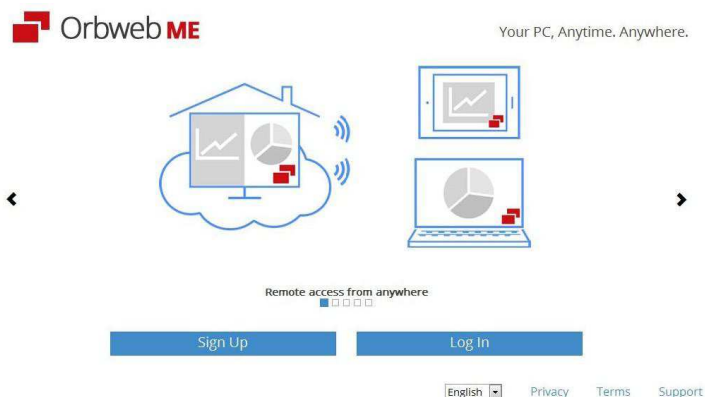 Orbweb ME
Your PC, Anytime. Anywhere.
Remote access from anywhere
Sign Up
Log In
English
Privacy
Terms
Support